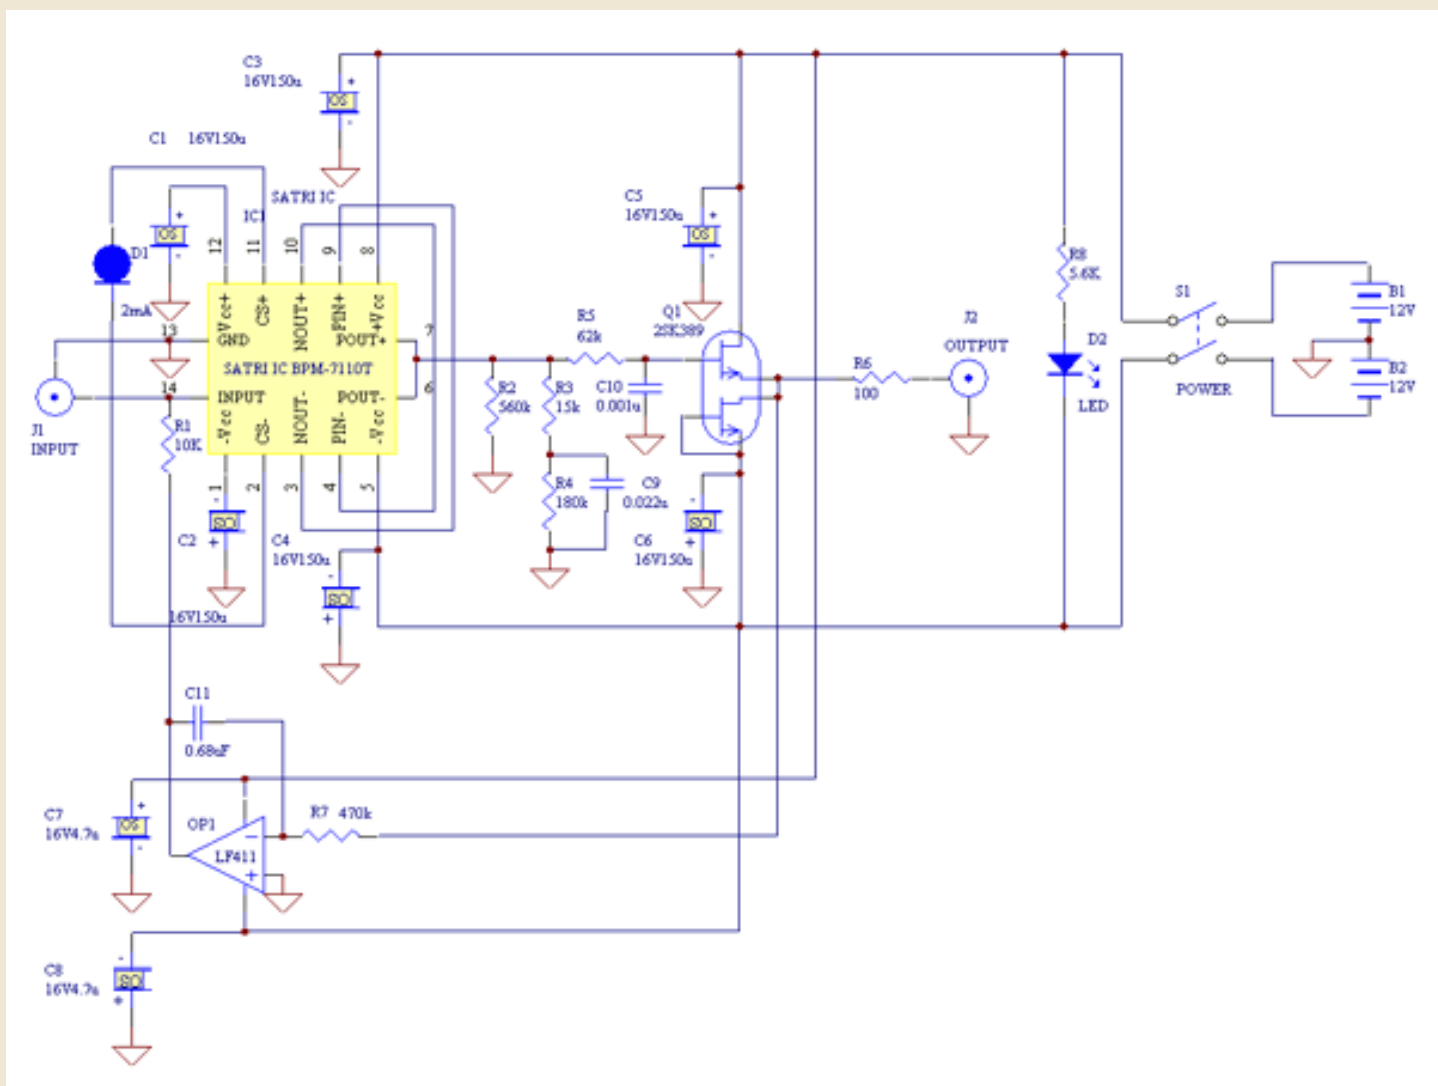 C3
16V150u
+
-
C1 16V150u
SATRI IC
IC1
+
-
12
11
10
9
8
D1
2mA
Vcc+
CS+
NOUT+
PIN+
+Vcc
13
GND
POUT+
7
SATRI IC BPM-7110T
14
INPUT
POUT-
6
-Vcc
CS-
NOUT-
PIN-
-Vcc
1
2
3
4
5
J1
INPUT
R1
10K
C2
-
+
16V150u
C4
16V150u
-
+
C5
16V150u
+
-
R5
62k
Q1
2SK389
R2
560k
R3
15k
C10
0.001u
R4
180k
C9
0.022u
C6
16V150u
-
+
R6
100
J2
OUTPUT
R8
5.6K
D2
LED
S1
POWER
B1
12V
B2
12V
C11
0.68uF
C7
16V4.7u
+
-
OP1
LF411
-
+
R7 470k
C8
16V4.7u
-
+